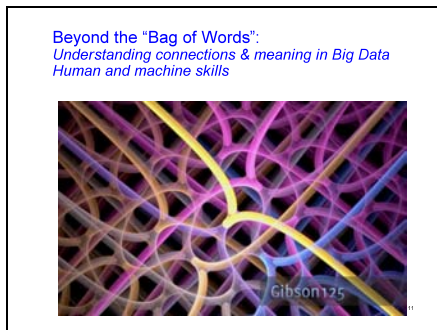 Beyond the “Bag of Words”:
Understanding connections & meaning in Big Data
Human and machine skills
Gibson125
11